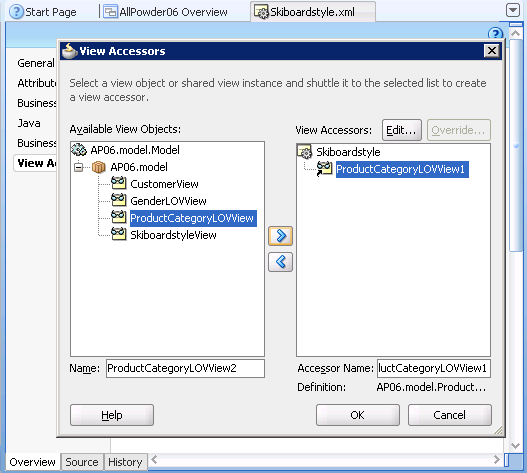 Start Page
AllPowder06 Overview
Skiboardstyle.xml
General
Attribute
Business
Java
Business
View Ac
View Accessors
Select a view object or shared view instance and shuttle it to the selected list to create
a view accessor.
Available View Objects:
AP06.model.Model
AP06.model
CustomerView
GenderLOVView
ProductCategoryLOVView
SkiboardstyleView
Name: ProductCategoryLOVView2
View Accessors: Edit... Override...
Skiboardstyle
ProductCategoryLOVView1
Accessor Name: luctCategoryLOVView1
Definition: AP06.model.Product...
Help
OK
Cancel
Overview Source History